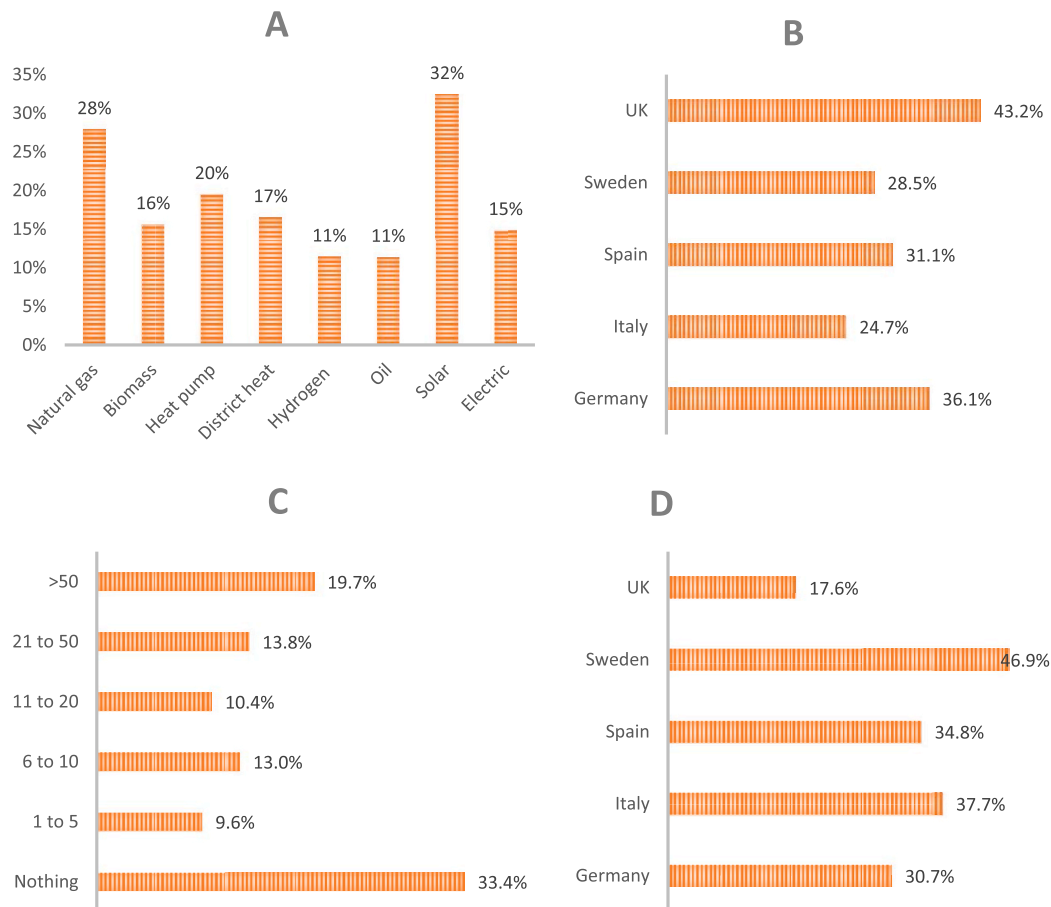 A
35%
30%
25%
20%
15%
10%
5%
0%
28%
16%
20%
17%
11%
11%
32%
15%
Natural gas
Biomass
Heat pump
District heat
Hydrogen
Oil
Solar
Electric
B
UK 43.2%
Sweden 28.5%
Spain 31.1%
Italy 24.7%
Germany 36.1%
C
>50 19.7%
21 to 50 13.8%
11 to 20 10.4%
6 to 10 13.0%
1 to 5 9.6%
Nothing 33.4%
D
UK 17.6%
Sweden 46.9%
Spain 34.8%
Italy 37.7%
Germany 30.7%